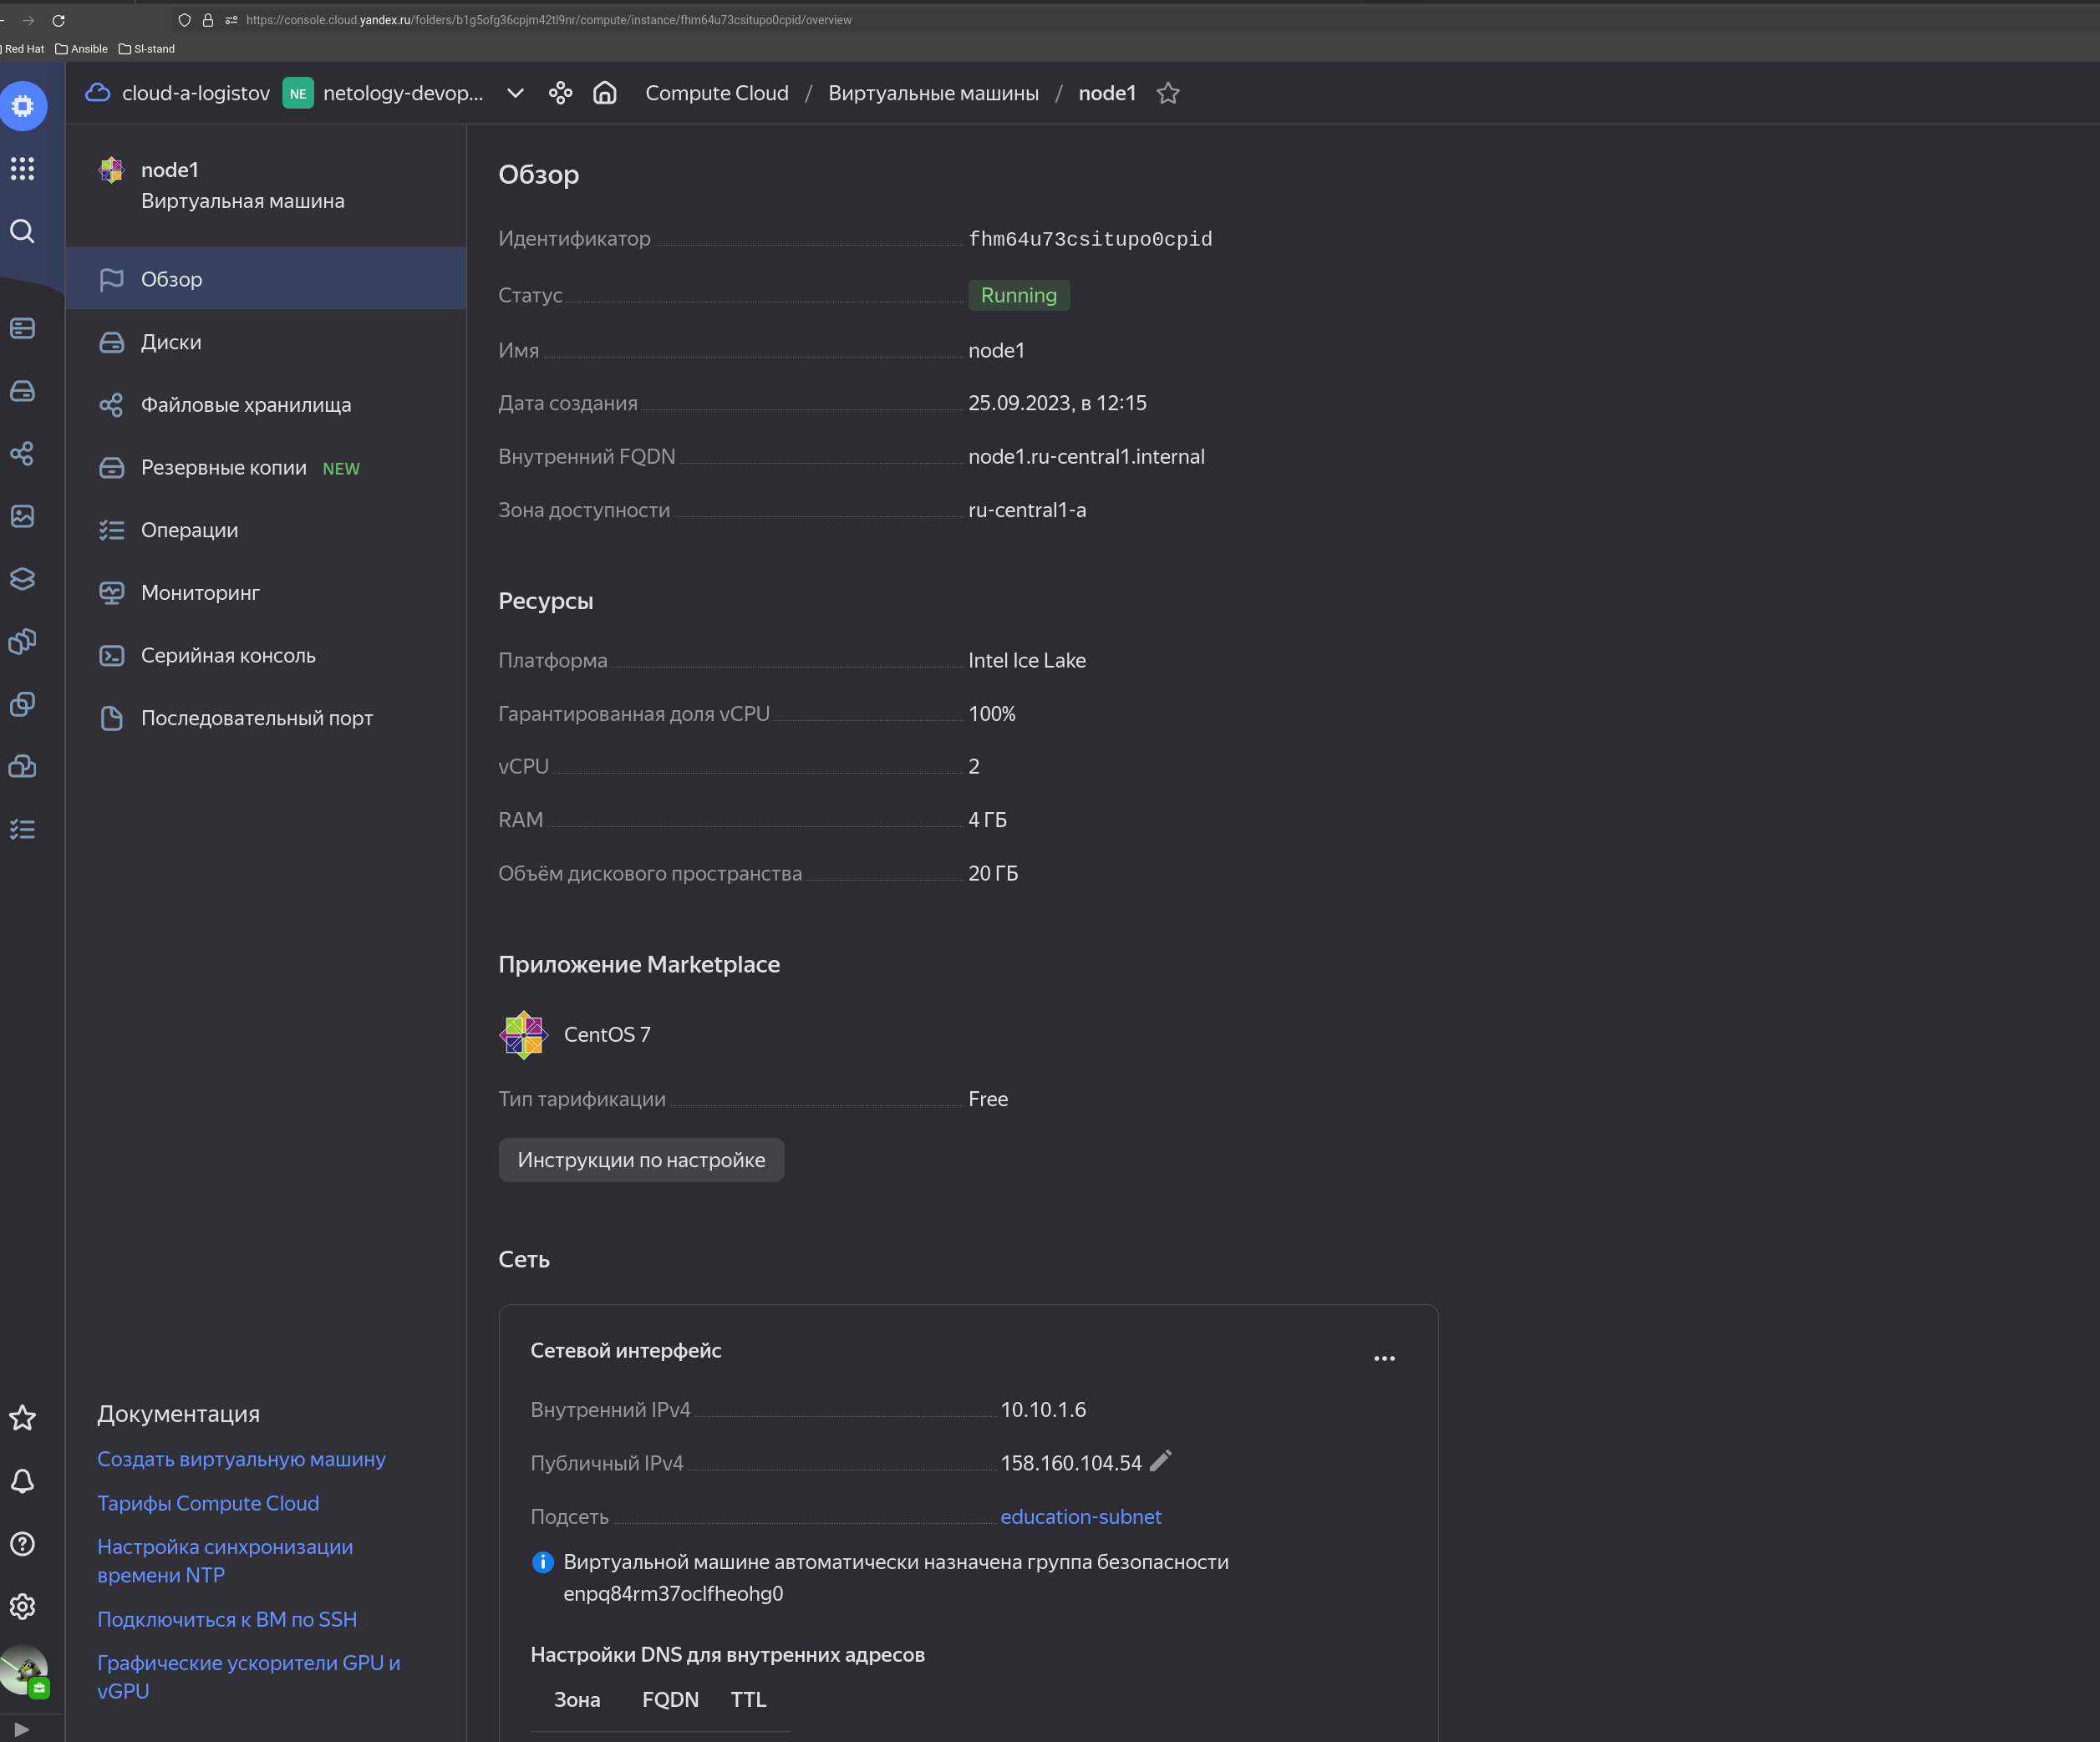 https://console.cloud.yandex.ru/folders/b1g5ofg36cpjm42tl9nr/compute/instance/fhm64u73csitupo0cpid/overview
Red Hat Ansible SI-stand
cloud-a-logistov NE netology-devop... Compute Cloud / Виртуальные машины / node1
node1
Виртуальная машина
Обзор
Диски
Файловые хранилища
Резервные копии NEW
Операции
Мониторинг
Серийная консоль
Последовательный порт
Документация
Создать виртуальную машину
Тарифы Compute Cloud
Настройка синхронизации
времени NTP
Подключиться к ВМ по SSH
Графические ускорители GPU и
vGPU
Обзор
Идентификатор fhm64u73csitupo0cpid
Статус Running
Имя node1
Дата создания 25.09.2023, в 12:15
Внутренний FQDN node1.ru-central1.internal
Зона доступности ru-central1-a
Ресурсы
Платформа Intel Ice Lake
Гарантированная доля vCPU 100%
vCPU 2
RAM 4 ГБ
Объём дискового пространства 20 ГБ
Приложение Marketplace
CentOS 7
Тип тарификации Free
Инструкции по настройке
Сеть
Сетевой интерфейс
Внутренний IPv4 10.10.1.6
Публичный IPv4 158.160.104.54
Подсеть education-subnet
Виртуальной машине автоматически назначена группа безопасности
enpq84rm37oclfheohg0
Настройки DNS для внутренних адресов
Зона FQDN TTL